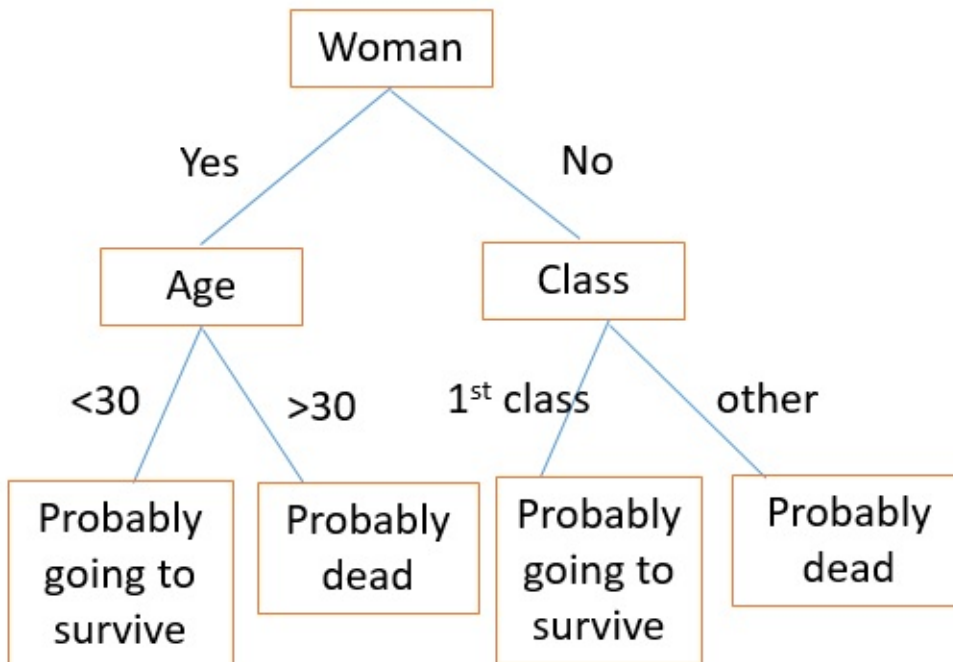 Woman
Yes
No
Age
Class
<30
>30
1st class
other
Probably
going to
survive
Probably
dead
Probably
going to
survive
Probably
dead